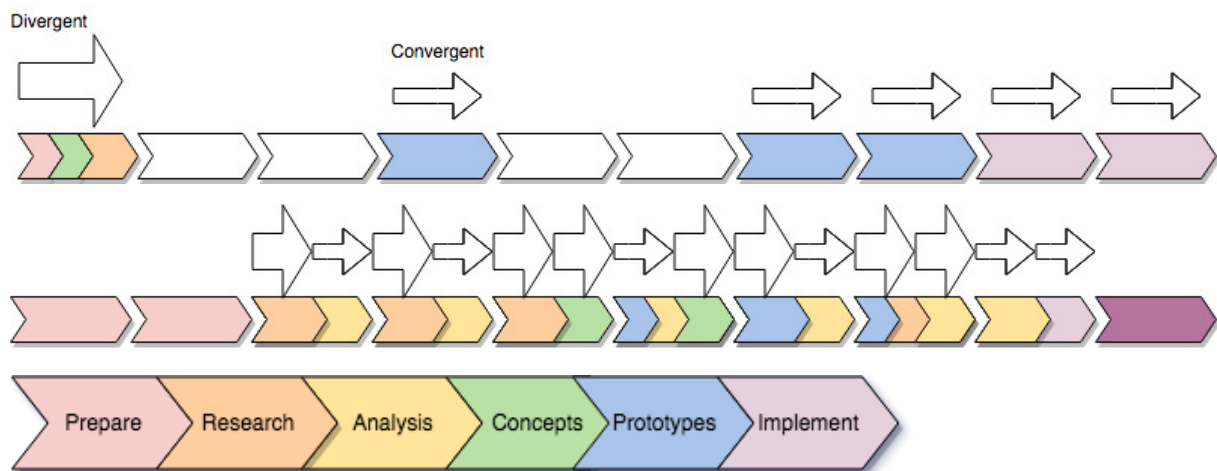 Divergent
Convergent
Prepare
Research
Analysis
Concepts
Prototypes
Implement